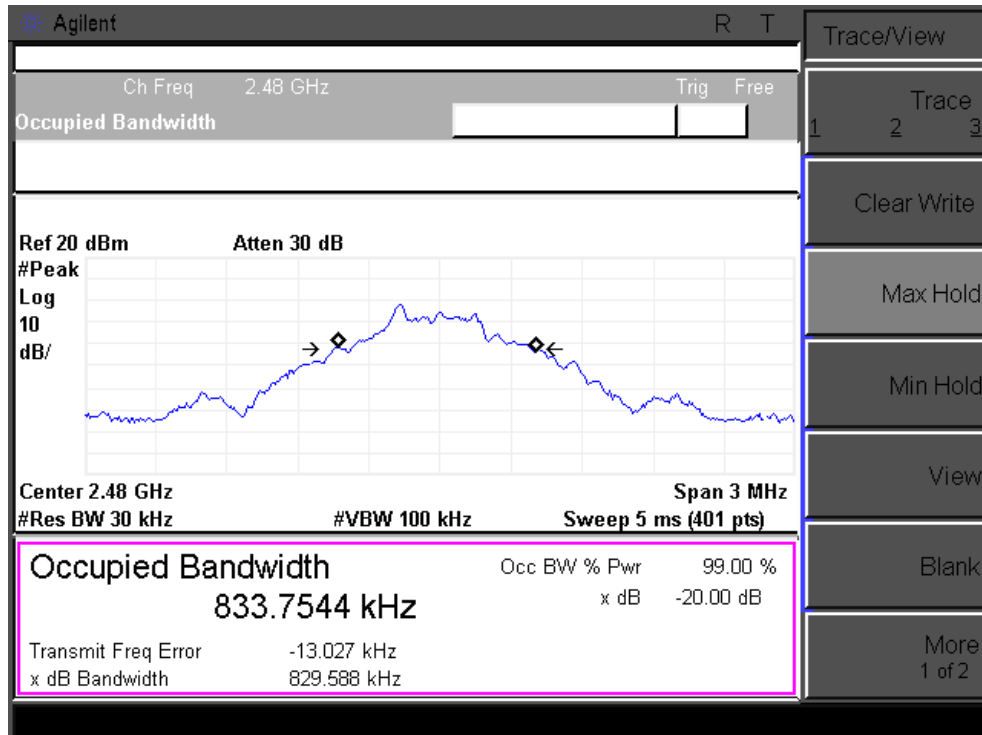 Agilent R T
Trace/View
Ch Freq 2.48 GHz Trig Free
Occupied Bandwidth
Trace
1 2 3
Clear Write
Ref 20 dBm Atten 30 dB
#Peak
Log
10
dB/
Max Hold
Min Hold
View
Center 2.48 GHz Span 3 MHz
#Res BW 30 kHz #VBW 100 kHz Sweep 5 ms (401 pts)
Occupied Bandwidth Occ BW % Pwr 99.00 %
833.7544 kHz x dB -20.00 dB
Blank
Transmit Freq Error -13.027 kHz
x dB Bandwidth 829.588 kHz
More
1 of 2